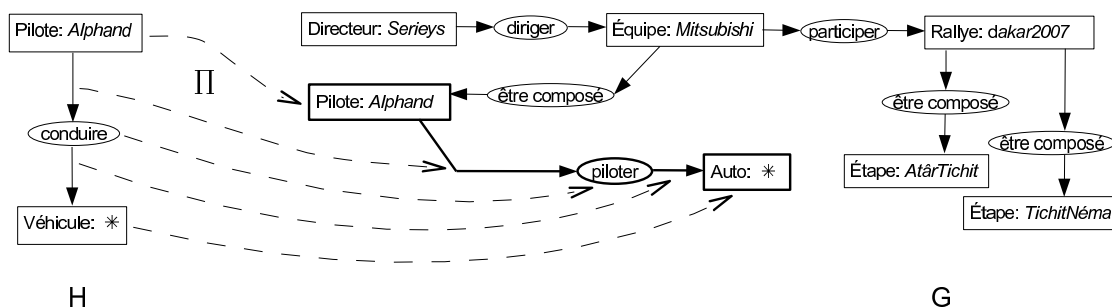 Pilote: Alphand
Directeur: Serieys
diriger
Équipe: Mitsubishi
participer
Rallye: dakar2007
∏
Pilote: Alphand
être composé
être composé
conduire
être composé
piloter
Auto: ✳
Étape: AtârTichit
Véhicule: ✳
Étape: TichitNéma
H
G